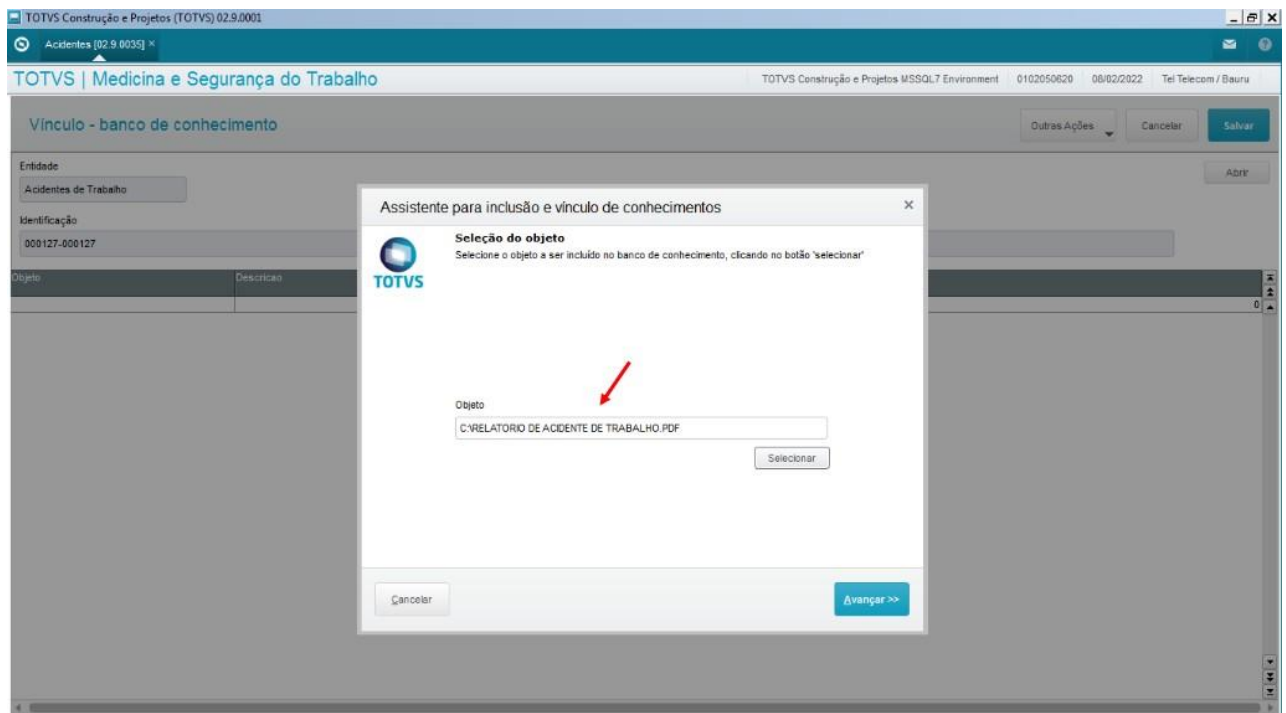 TOTVS Construção e Projetos (TOTVS) 02.9.0001
Acidentes [02.9.0035] ×
TOTVS | Medicina e Segurança do Trabalho
TOTVS Construção e Projetos MSSQL7 Environment 0102050620 08/02/2022 Tel Telecom / Bauru
Vínculo - banco de conhecimento
Outras Ações
Cancelar
Salvar
Entidade
Abrir
Acidentes de Trabalho
Identificação
000127-000127
Objeto Descricao
0
Assistente para inclusão e vínculo de conhecimentos
TOTVS
Seleção do objeto
Selecione o objeto a ser incluído no banco de conhecimento, clicando no botão 'selecionar'
Objeto
C:\RELATORIO DE ACIDENTE DE TRABALHO.PDF
Selecionar
Cancelar
Avançar >>